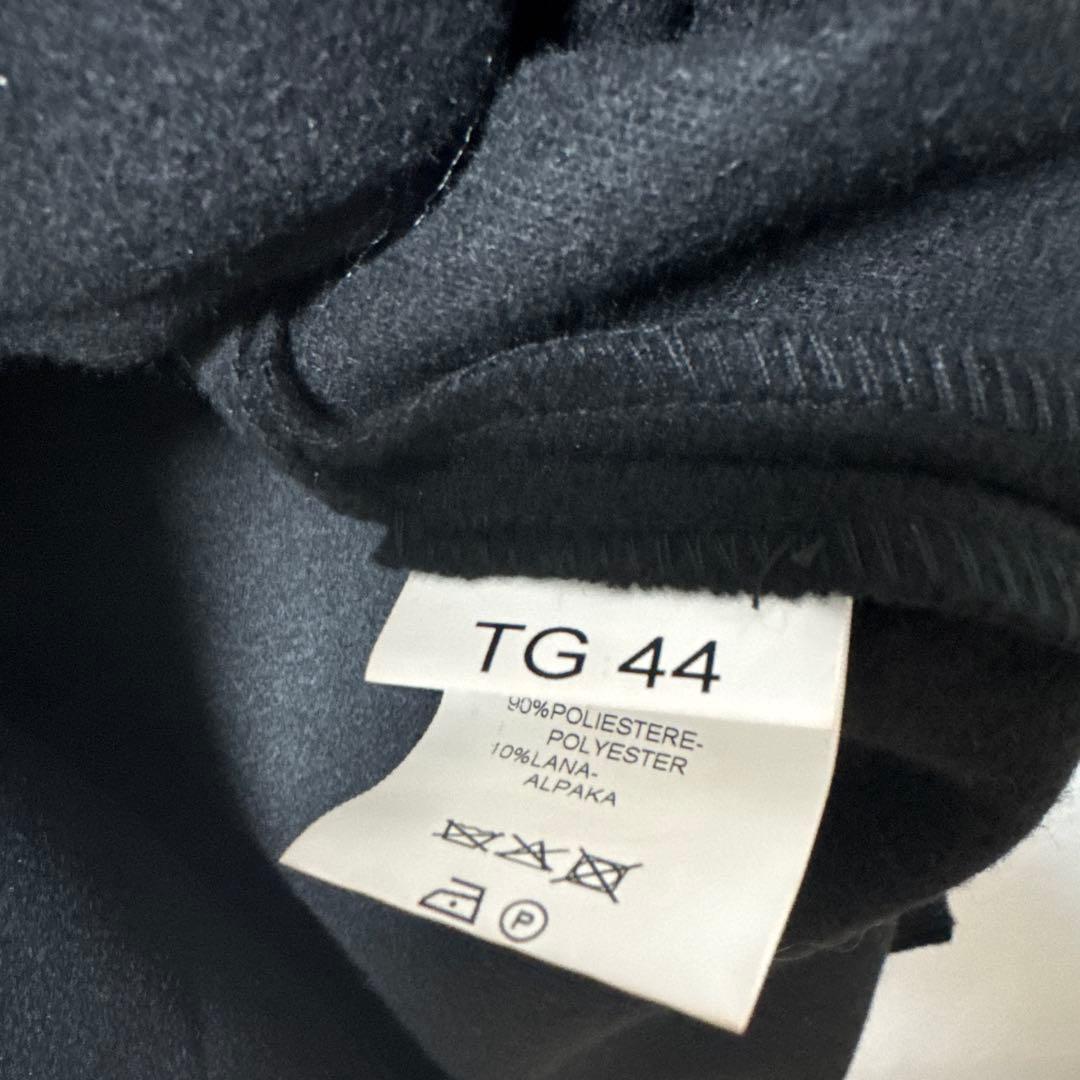 TG 44
90%POLIESTERE-
POLYESTER
10%LANA-
ALPAKA
P